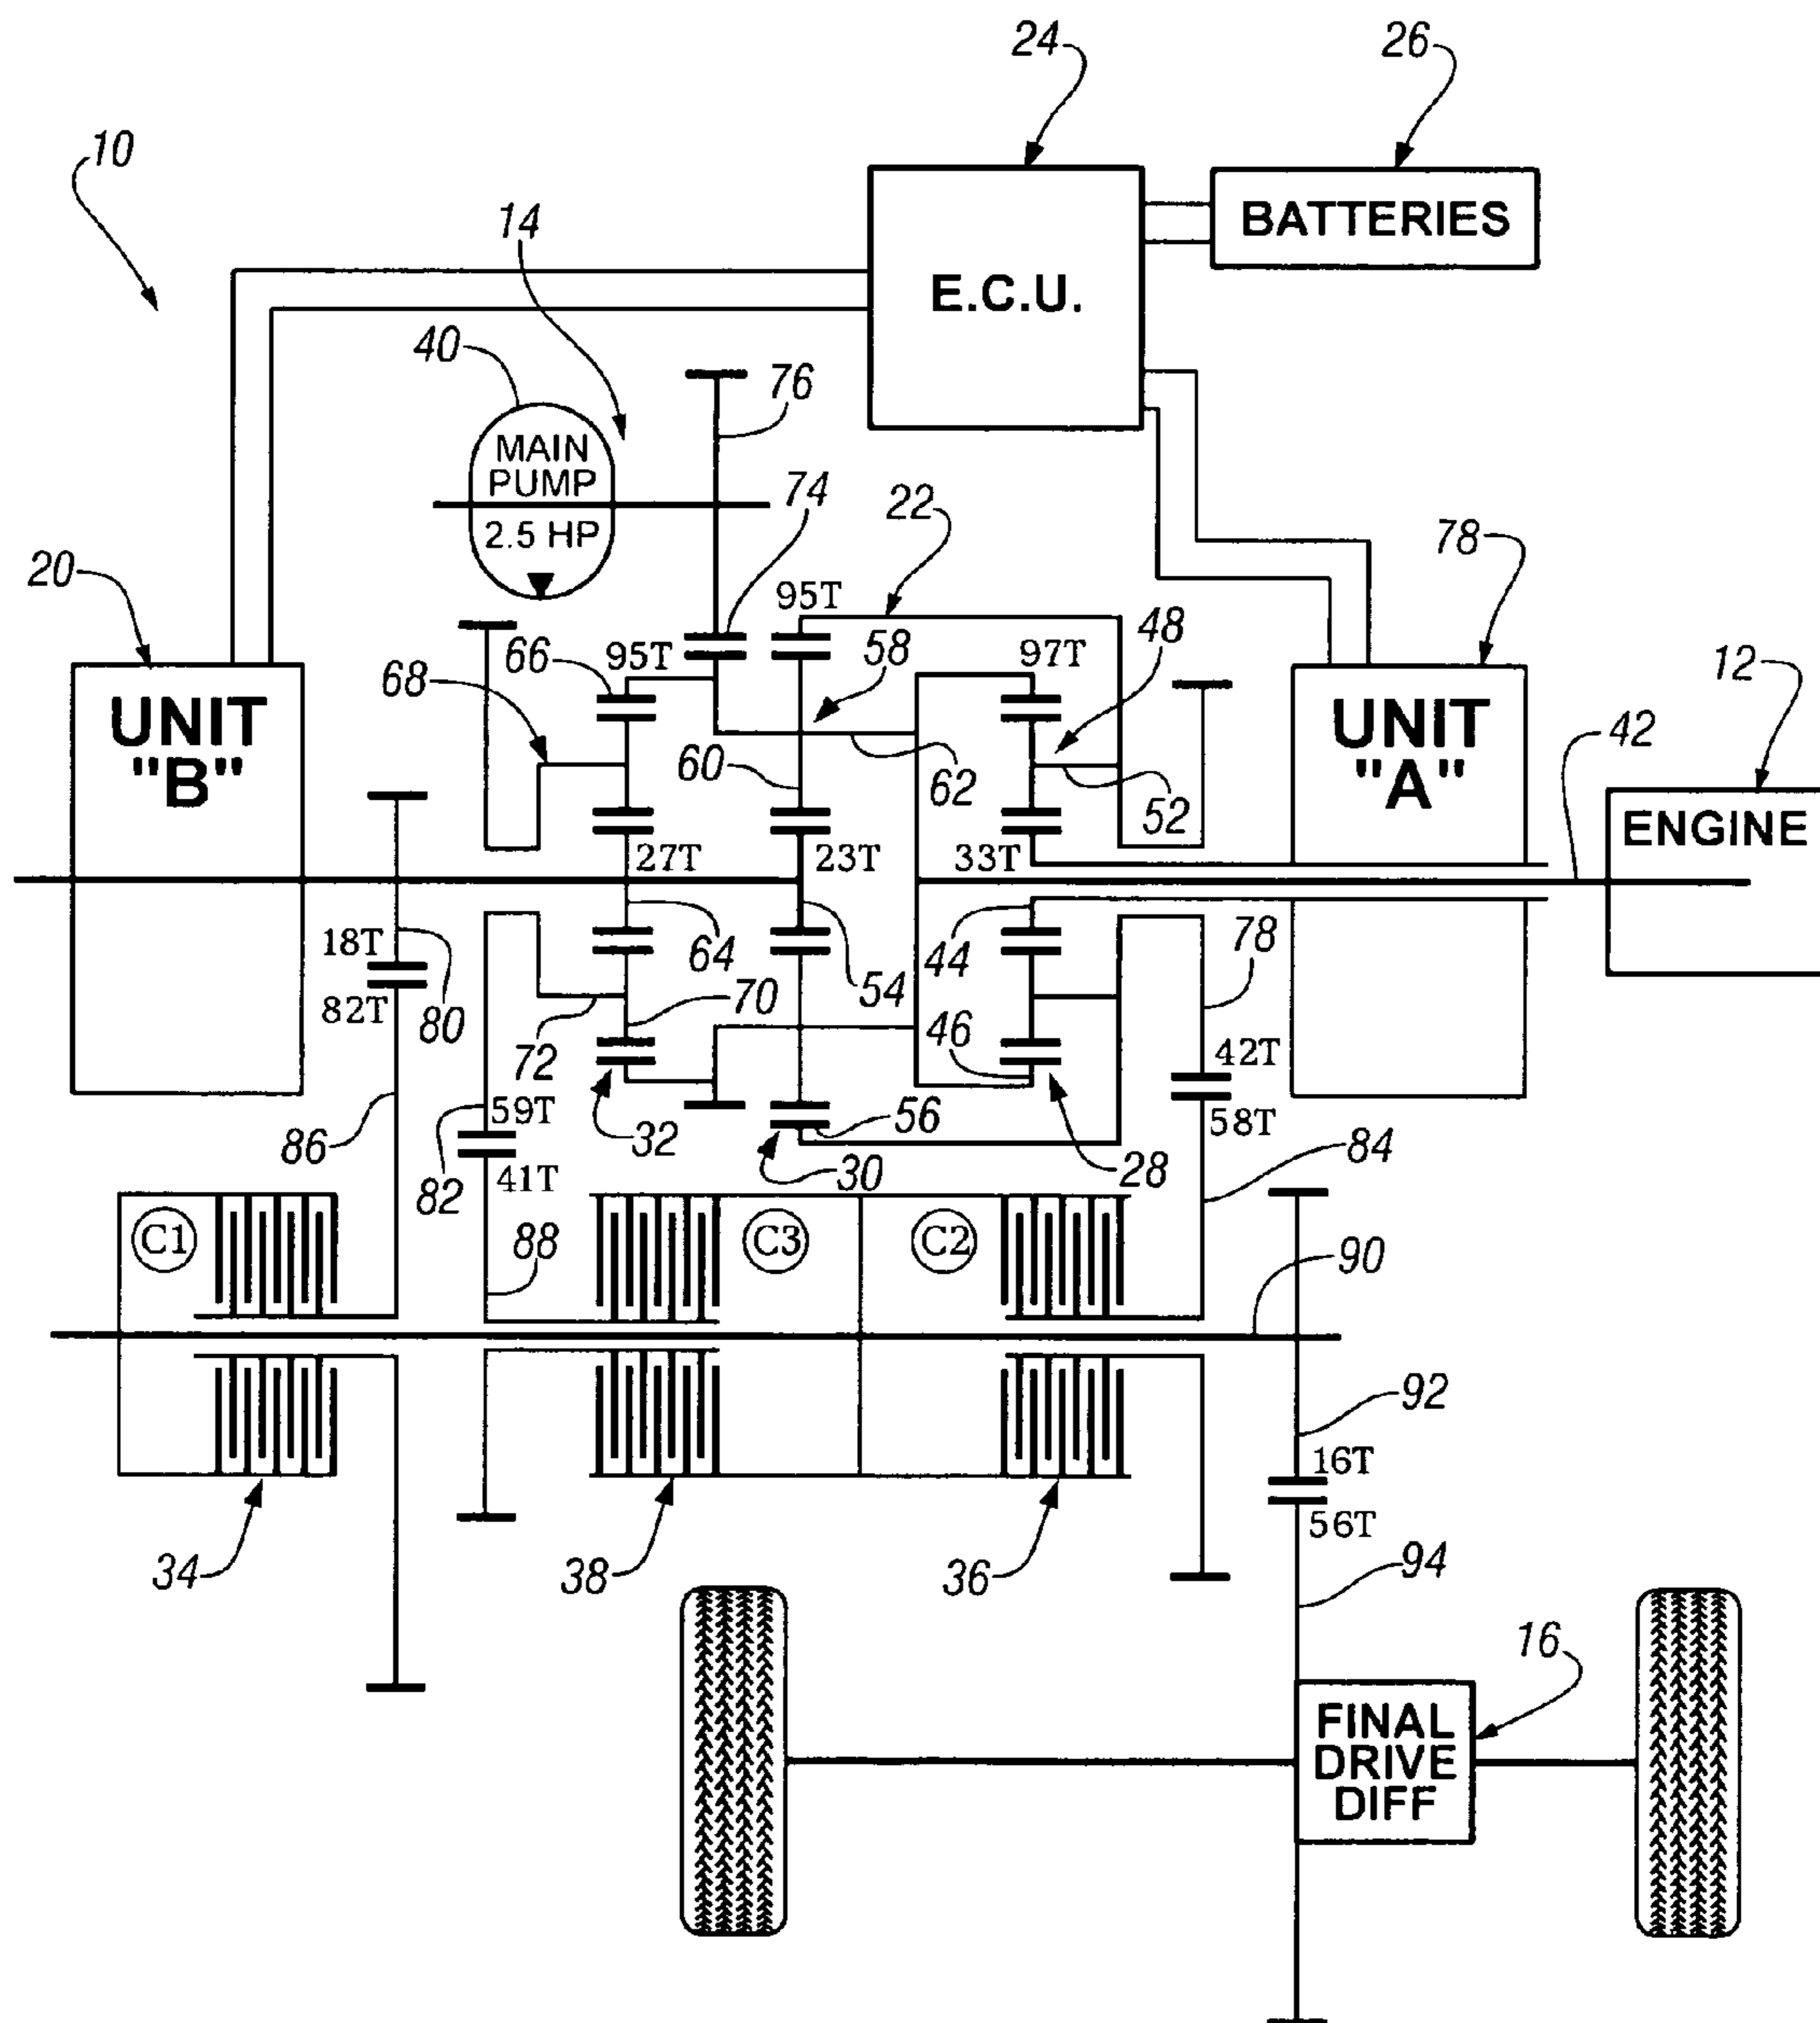 24
26
10
14
BATTERIES
E.C.U.
40
76
MAIN
PUMP
2.5 HP
74
22
78
20
95T
58
48
66
95T
97T
12
68
UNIT
"B"
UNIT
"A"
42
60
62
52
ENGINE
27T
23T
33T
18T
64
44
78
82T
80
54
70
46
72
42T
86
59T
32
56
58T
82
41T
30
28
84
C1
88
C3
C2
90
92
16T
56T
34
38
36
94
16
FINAL
DRIVE
DIFF